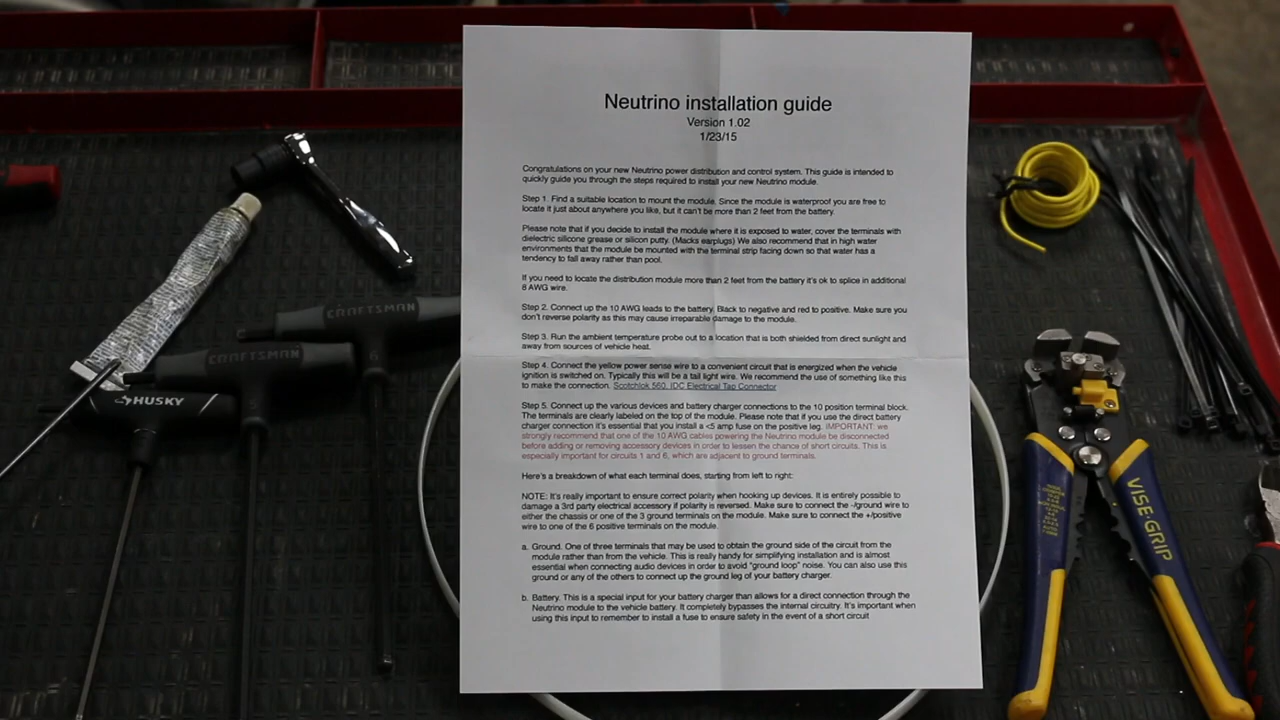 Neutrino installation guide
Version 1.02
1/23/15
Congratulations on your new Neutrino power distribution and control system. This guide is intended to
quickly guide you through the steps required to install your new Neutrino module.
Step 1. Find a suitable location to mount the module. Since the module is waterproof you are free to
locate it just about anywhere you like, but it can't be more than 2 feet from the battery.
Please note that if you decide to install the module where it is exposed to water, cover the terminals with
dielectric silicone grease or silicon putty. (Macks earplugs) We also recommend that in high water
environments that the module be mounted with the terminal strip facing down so that water has a
tendency to fall away rather than pool.
If you need to locate the distribution module more than 2 feet from the battery it's ok to splice in additional
8 AWG wire.
Step 2. Connect up the 10 AWG leads to the battery. Black to negative and red to positive. Make sure you
don't reverse polarity as this may cause irreparable damage to the module.
Step 3. Run the ambient temperature probe out to a location that is both shielded from direct sunlight and
away from sources of vehicle heat.
Step 4. Connect the yellow power sense wire to a convenient circuit that is energized when the vehicle
ignition is switched on. Typically this will be a tail light wire. We recommend the use of something like this
to make the connection. Scotchlok 560, IDC Electrical Tap Connector
Step 5. Connect up the various devices and battery charger connections to the 10 position terminal block.
The terminals are clearly labeled on the top of the module. Please note that if you use the direct battery
charger connection it's essential that you install a <5 amp fuse on the positive leg. IMPORTANT: we
strongly recommend that one of the 10 AWG cables powering the Neutrino module be disconnected
before adding or removing accessory devices in order to lessen the chance of short circuits. This is
especially important for circuits 1 and 6, which are adjacent to ground terminals.
Here's a breakdown of what each terminal does, starting from left to right:
NOTE: It's really important to ensure correct polarity when hooking up devices. It is entirely possible to
damage a 3rd party electrical accessory if polarity is reversed. Make sure to connect the -/ground wire to
either the chassis or one of the 3 ground terminals on the module. Make sure to connect the +/positive
wire to one of the 6 positive terminals on the module.
a. Ground. One of three terminals that may be used to obtain the ground side of the circuit from the
module rather than from the vehicle. This is really handy for simplifying installation and is almost
essential when connecting audio devices in order to avoid "ground loop" noise. You can also use this
ground or any of the others to connect up the ground leg of your battery charger.
b. Battery. This is a special input for your battery charger than allows for a direct connection through the
Neutrino module to the vehicle battery. It completely bypasses the internal circuitry. It's important when
using this input to remember to install a fuse to ensure safety in the event of a short circuit
CRAFTSMAN
6
CRAFTSMAN
HUSKY
VISE-GRIP